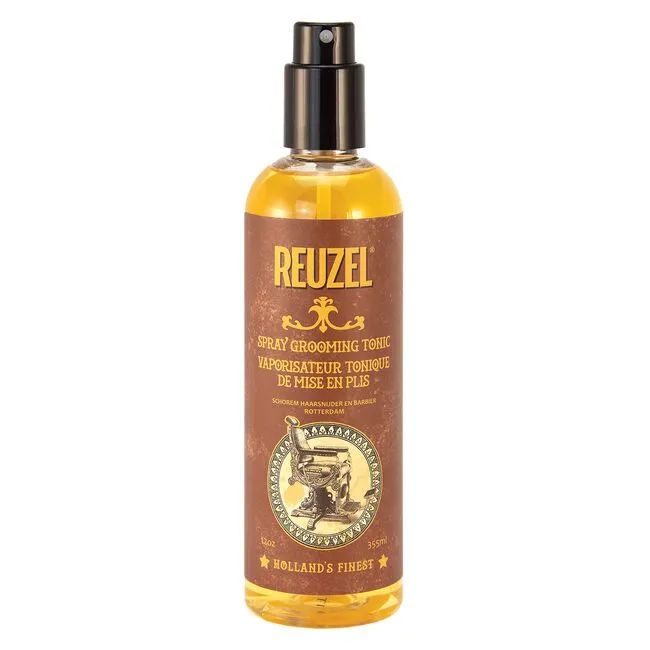 REUZEL®
SPRAY GROOMING TONIC
VAPORISATEUR TONIQUE
DE MISE EN PLIS
SCHOREM HAARSNIJDER EN BARBIER
ROTTERDAM
12oz 355ml
HOLLAND'S FINEST